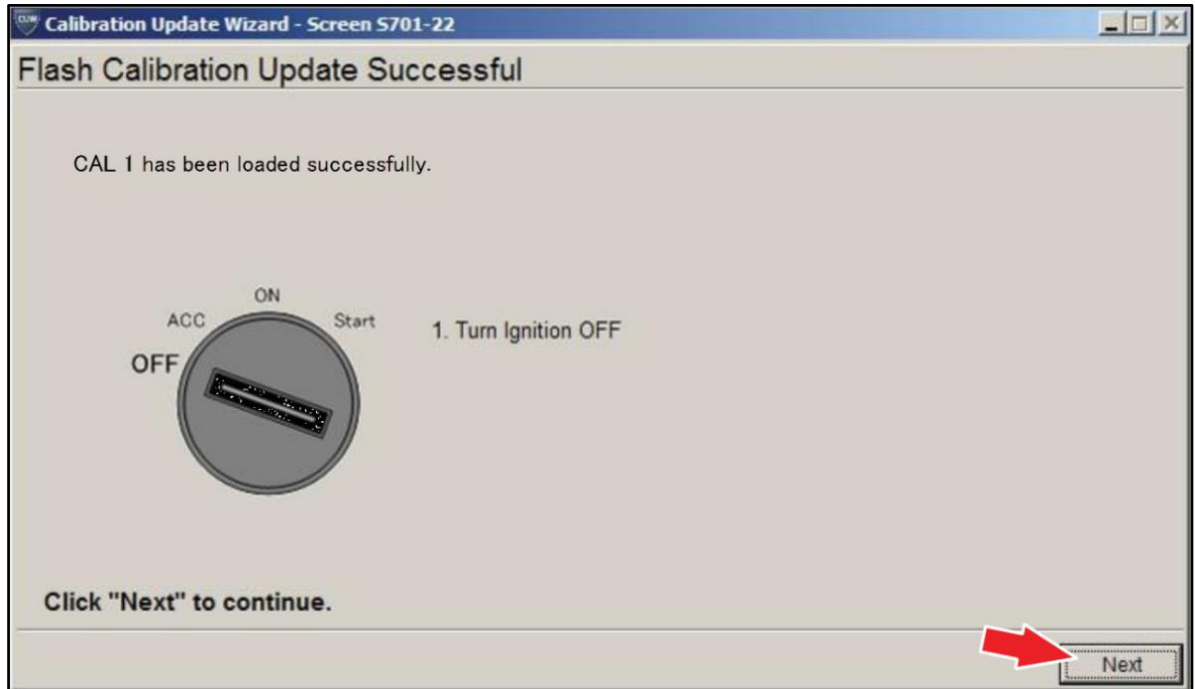 CUW Calibration Update Wizard - Screen S701-22
Flash Calibration Update Successful
CAL 1 has been loaded successfully.
ON
ACC
Start
OFF
1. Turn Ignition OFF
Click "Next" to continue.
Next